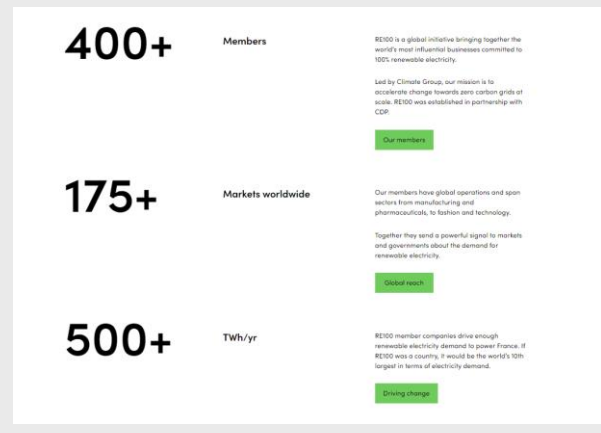 400+
Members
RE100 is a global initiative bringing together the
world's most influential businesses committed to
100% renewable electricity.
Led by Climate Group, our mission is to
accelerate change towards zero carbon grids at
scale. RE100 was established in partnership with
CDP.
Our members
175+
Markets worldwide
Our members have global operations and span
sectors from manufacturing and
pharmaceuticals, to fashion and technology.
Together they send a powerful signal to markets
and governments about the demand for
renewable electricity.
Global reach
500+
TWh/yr
RE100 member companies drive enough
renewable electricity demand to power France. If
RE100 was a country, it would be the world's 10th
largest in terms of electricity demand.
Driving change